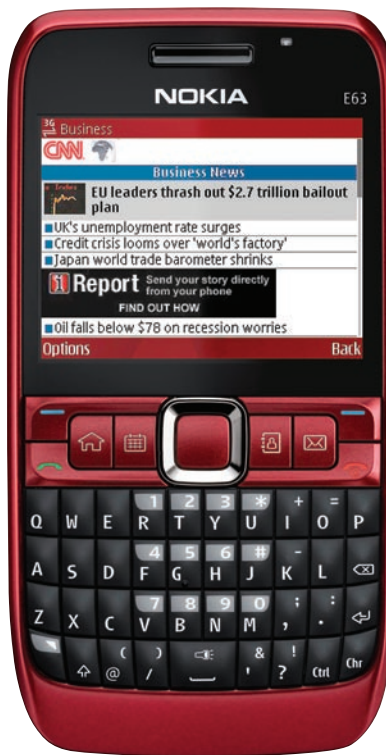 NOKIA
E63
3G
Business
CNN
Business News
Index
EU leaders thrash out $2.7 trillion bailout
plan
UK's unemployment rate surges
Credit crisis looms over 'world's factory'
Japan world trade barometer shrinks
i Report Send your story directly
from your phone
FIND OUT HOW
Oil falls below $78 on recession worries
Options Back
1 2 3 * + =
Q W E R T Y U I O P
4 5 6 # -
A S D F G H J K L
7 8 9 0 ; :
Z X C V B N M , .
( ) & !
@ / ' ? Ctrl Chr